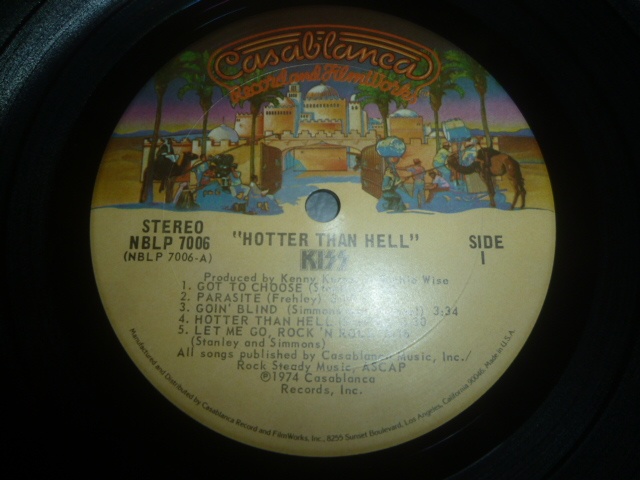 Casablanca
Record and FilmWorks
STEREO
NBLP 7006
(NBLP 7006-A)
"HOTTER THAN HELL"
KISS
SIDE
1
Produced by Kenny Wise
1. GOT TO CHOOSE
2. PARASITE (Frehley)
3. GOIN' BLIND (Simmons 3:34
4. HOTTER THAN HELL
5. LET ME GO, ROCK 'N ROLL
(Stanley and Simmons)
All songs published by Casablanca Music, Inc./
Rock Steady Music, ASCAP
℗1974 Casablanca
Records, Inc.
Manufactured and Distributed by Casablanca Record and FilmWorks, Inc., 8255 Sunset Boulevard, Los Angeles, California 90046. Made in U.S.A.